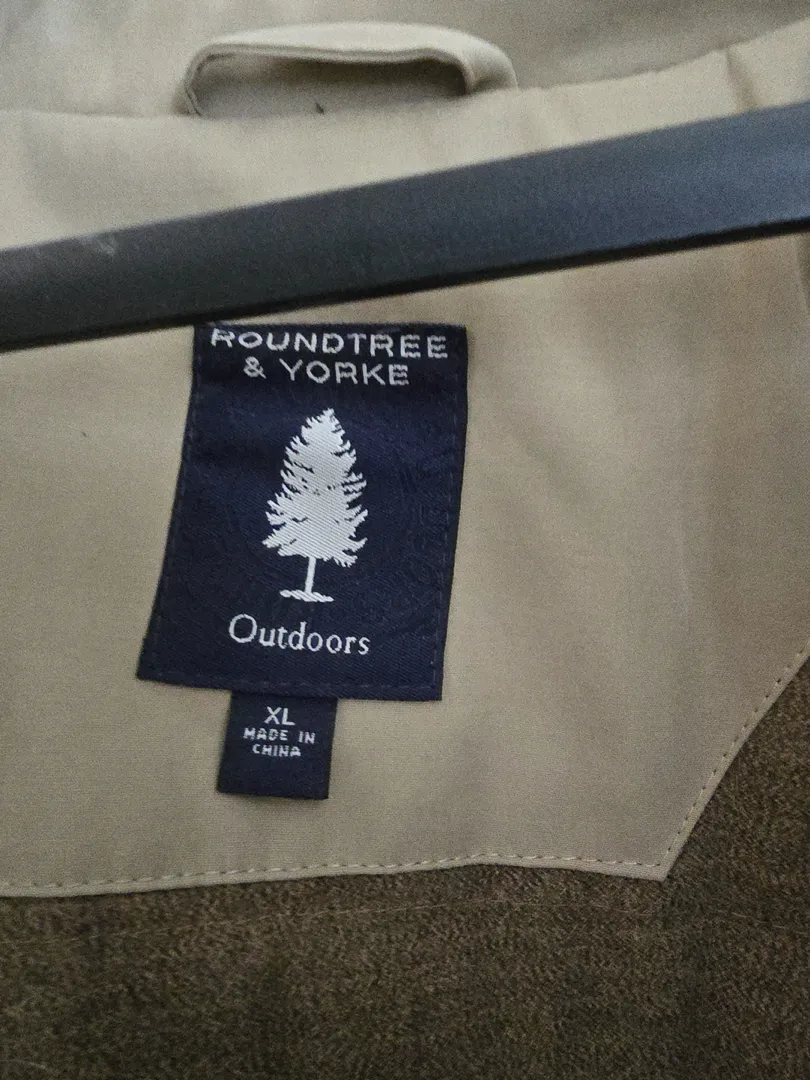 ROUNDTREE
& YORKE
Outdoors
XL
MADE IN
CHINA